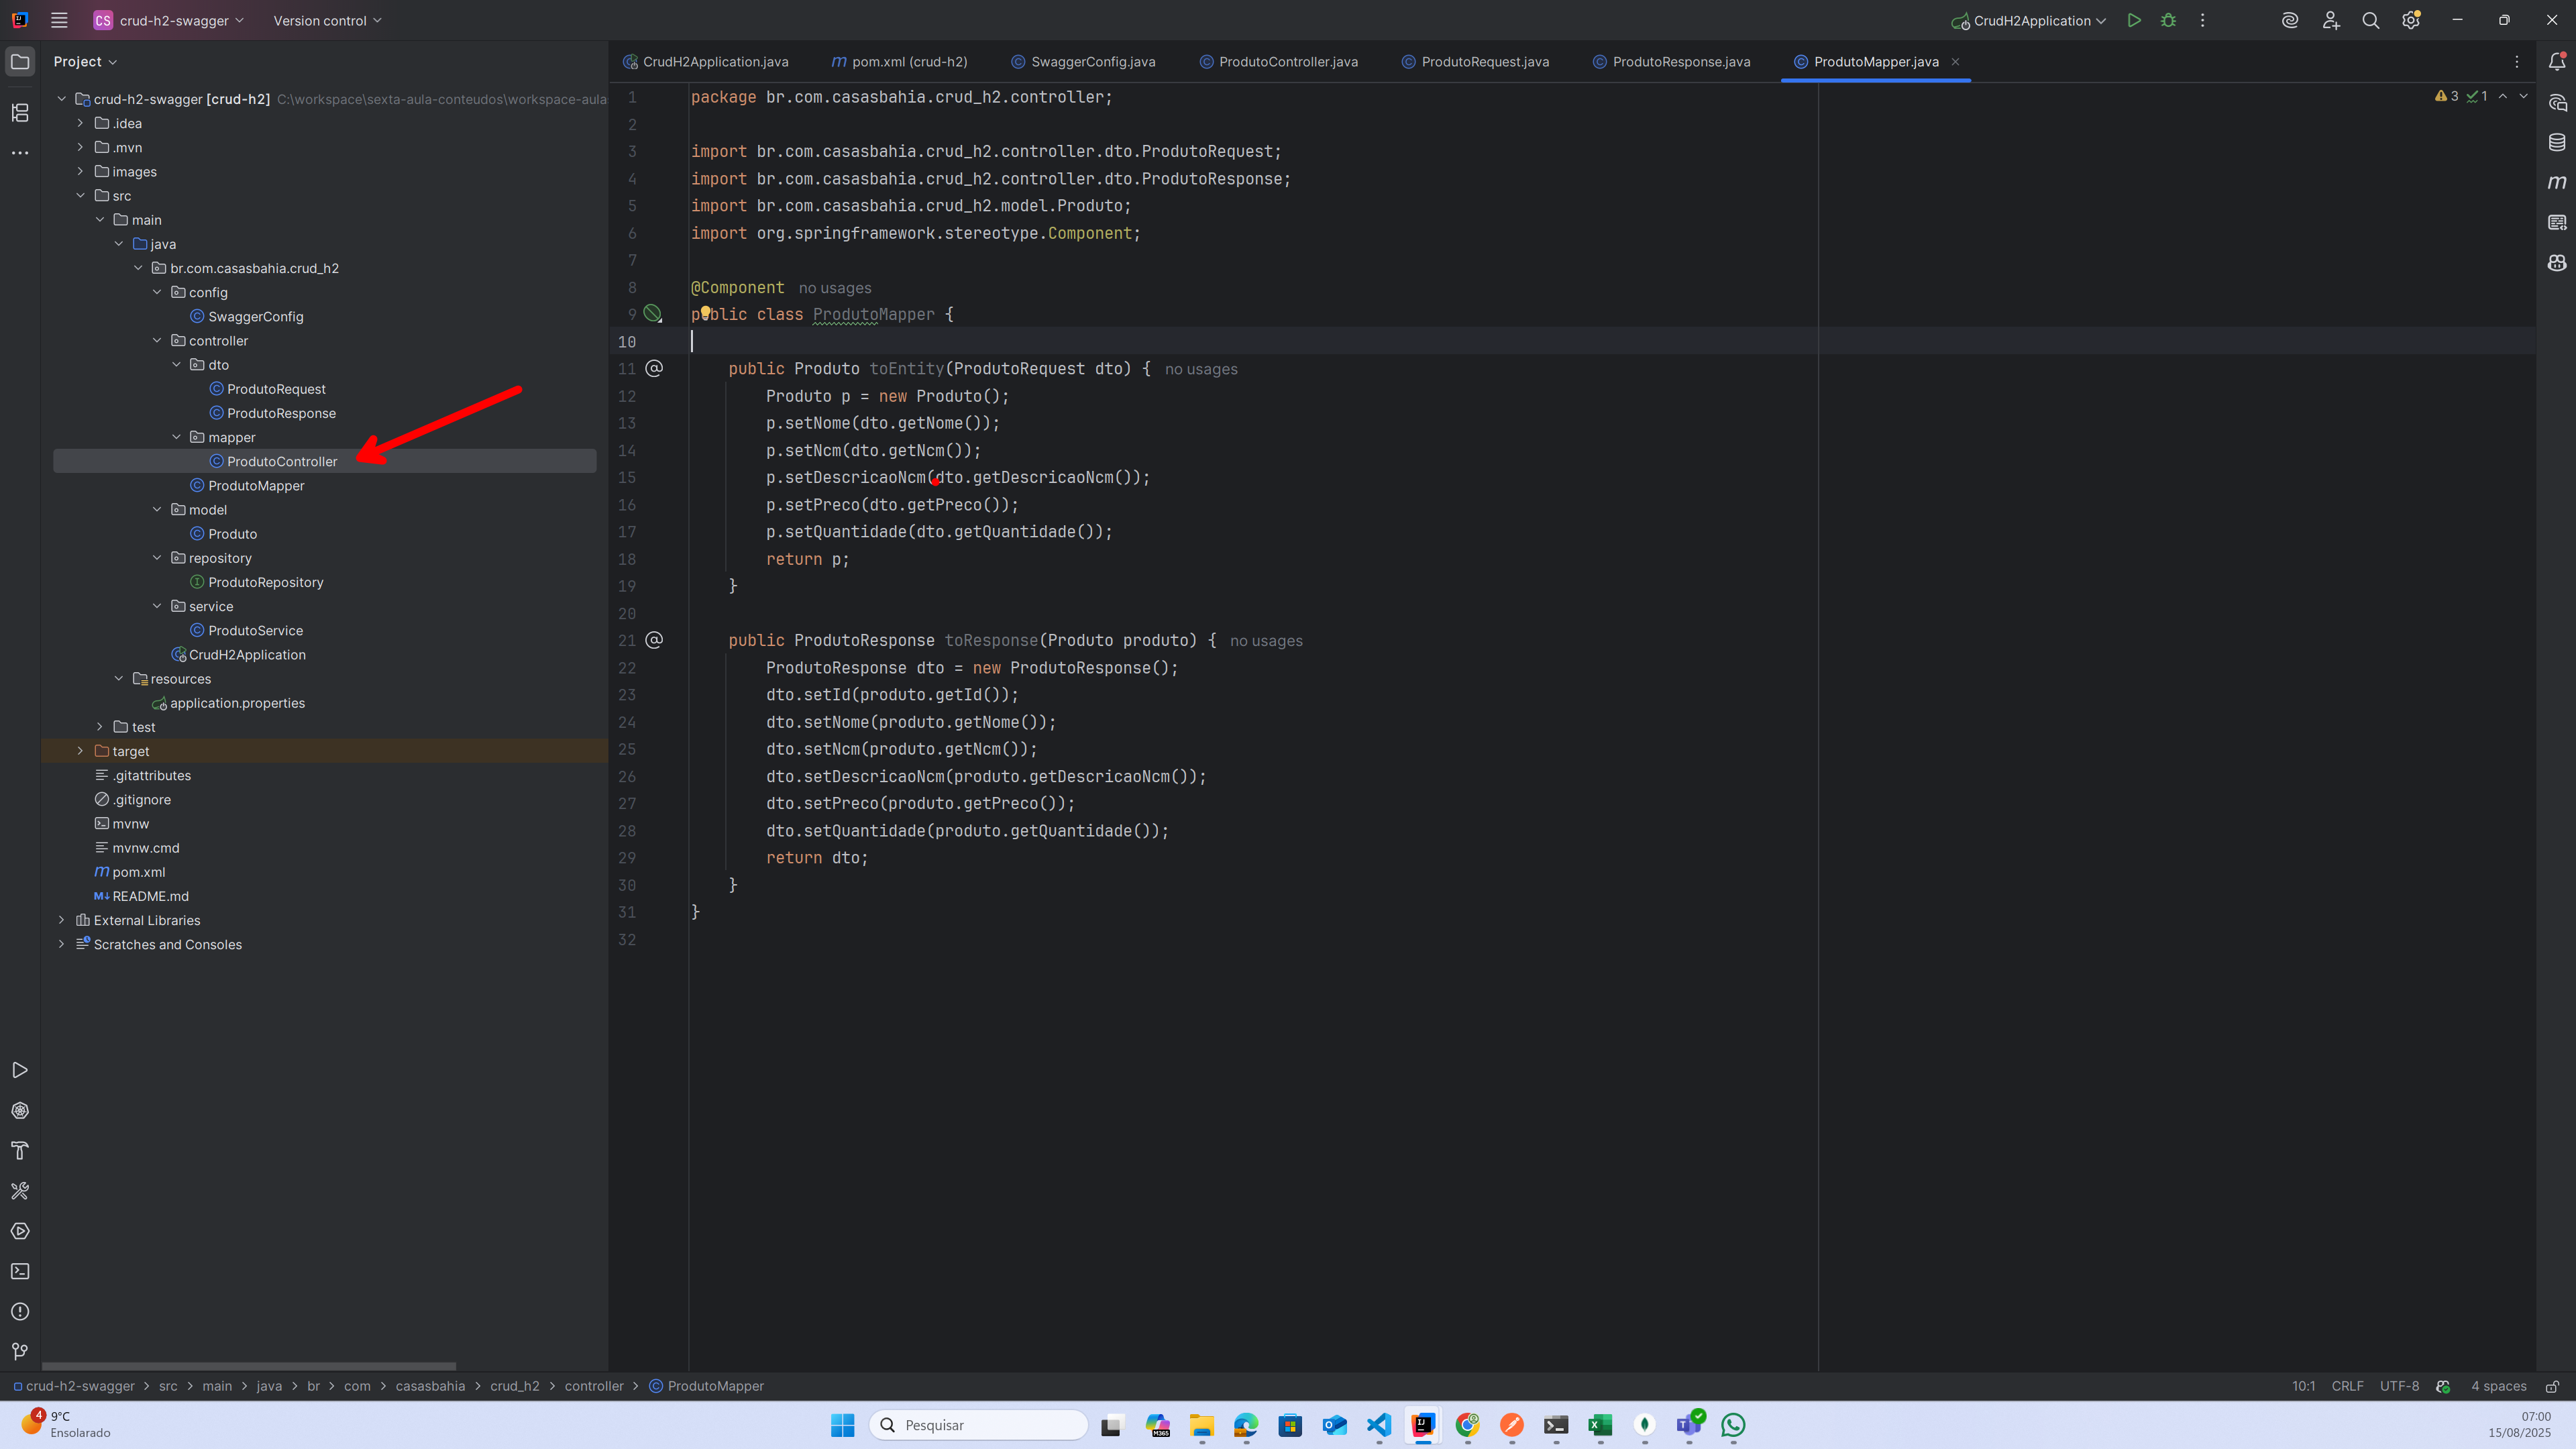 CS crud-h2-swagger Version control CrudH2Application
Project
CrudH2Application.java pom.xml (crud-h2) SwaggerConfig.java ProdutoController.java ProdutoRequest.java ProdutoResponse.java ProdutoMapper.java
crud-h2-swagger [crud-h2] C:\workspace\sexta-aula-conteudos\workspace-aula
.idea
.mvn
images
src
main
java
br.com.casasbahia.crud_h2
config
SwaggerConfig
controller
dto
ProdutoRequest
ProdutoResponse
mapper
ProdutoController
ProdutoMapper
model
Produto
repository
ProdutoRepository
service
ProdutoService
CrudH2Application
resources
application.properties
test
target
.gitattributes
.gitignore
mvnw
mvnw.cmd
pom.xml
README.md
External Libraries
Scratches and Consoles
3 1
1 package br.com.casasbahia.crud_h2.controller;
2
3 import br.com.casasbahia.crud_h2.controller.dto.ProdutoRequest;
4 import br.com.casasbahia.crud_h2.controller.dto.ProdutoResponse;
5 import br.com.casasbahia.crud_h2.model.Produto;
6 import org.springframework.stereotype.Component;
7
8 @Component no usages
9 public class ProdutoMapper {
10
11 public Produto toEntity(ProdutoRequest dto) { no usages
12 Produto p = new Produto();
13 p.setNome(dto.getNome());
14 p.setNcm(dto.getNcm());
15 p.setDescricaoNcm(dto.getDescricaoNcm());
16 p.setPreco(dto.getPreco());
17 p.setQuantidade(dto.getQuantidade());
18 return p;
19 }
20
21 public ProdutoResponse toResponse(Produto produto) { no usages
22 ProdutoResponse dto = new ProdutoResponse();
23 dto.setId(produto.getId());
24 dto.setNome(produto.getNome());
25 dto.setNcm(produto.getNcm());
26 dto.setDescricaoNcm(produto.getDescricaoNcm());
27 dto.setPreco(produto.getPreco());
28 dto.setQuantidade(produto.getQuantidade());
29 return dto;
30 }
31 }
32
crud-h2-swagger > src > main > java > br > com > casasbahia > crud_h2 > controller > ProdutoMapper 10:1 CRLF UTF-8 4 spaces
4 9°C
Ensolarado
Pesquisar
M365
07:00
15/08/2025